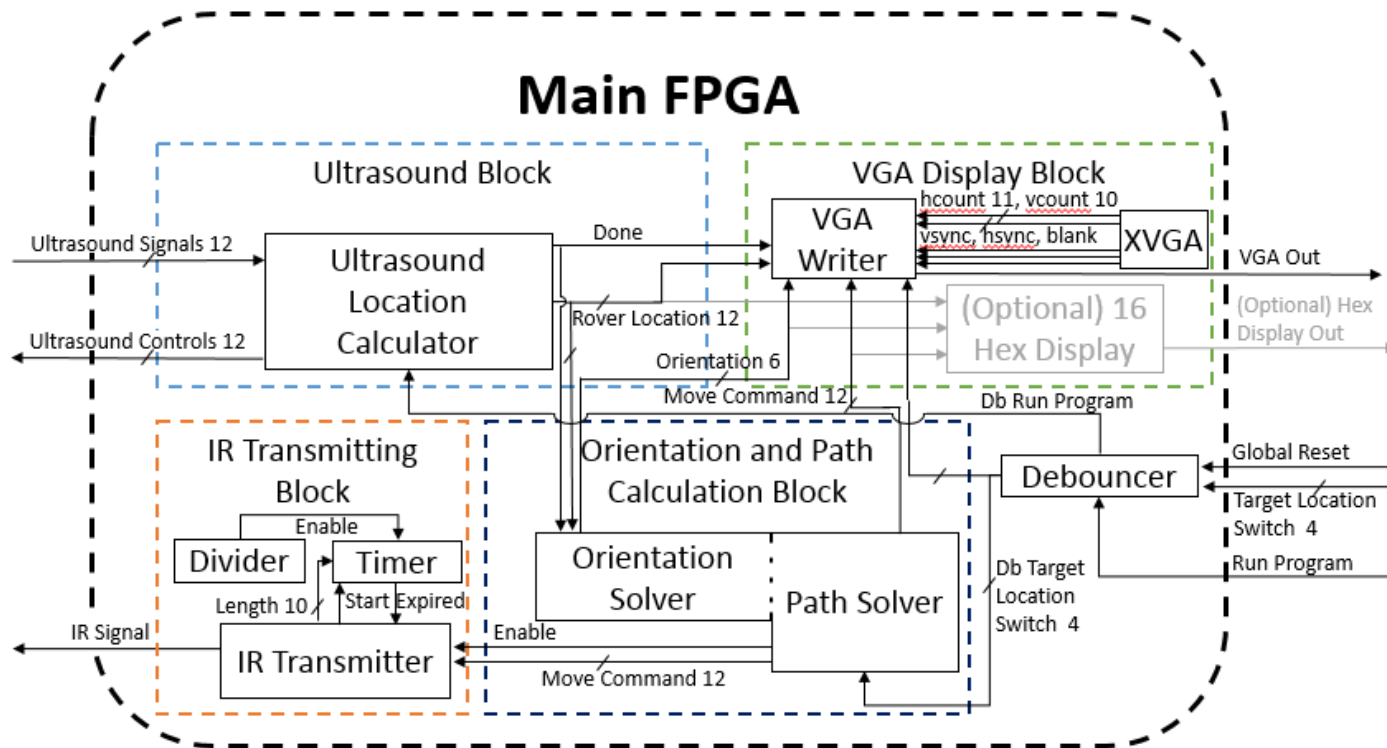 Main FPGA
Ultrasound Block
VGA Display Block
hcount 11, vcount 10
VGA
Writer
vsync, hsync, blank
XVGA
Ultrasound Signals 12
Done
Ultrasound
Location
Calculator
VGA Out
Rover Location 12
(Optional) 16
Hex Display
(Optional) Hex
Display Out
Ultrasound Controls 12
Orientation 6
Move Command 12
Db Run Program
IR Transmitting
Block
Orientation and Path
Calculation Block
Debouncer
Global Reset
Target Location
Switch 4
Run Program
Enable
Divider
Timer
Length 10
Start Expired
Orientation
Solver
Path Solver
Db Target
Location
Switch 4
IR Signal
IR Transmitter
Enable
Move Command 12